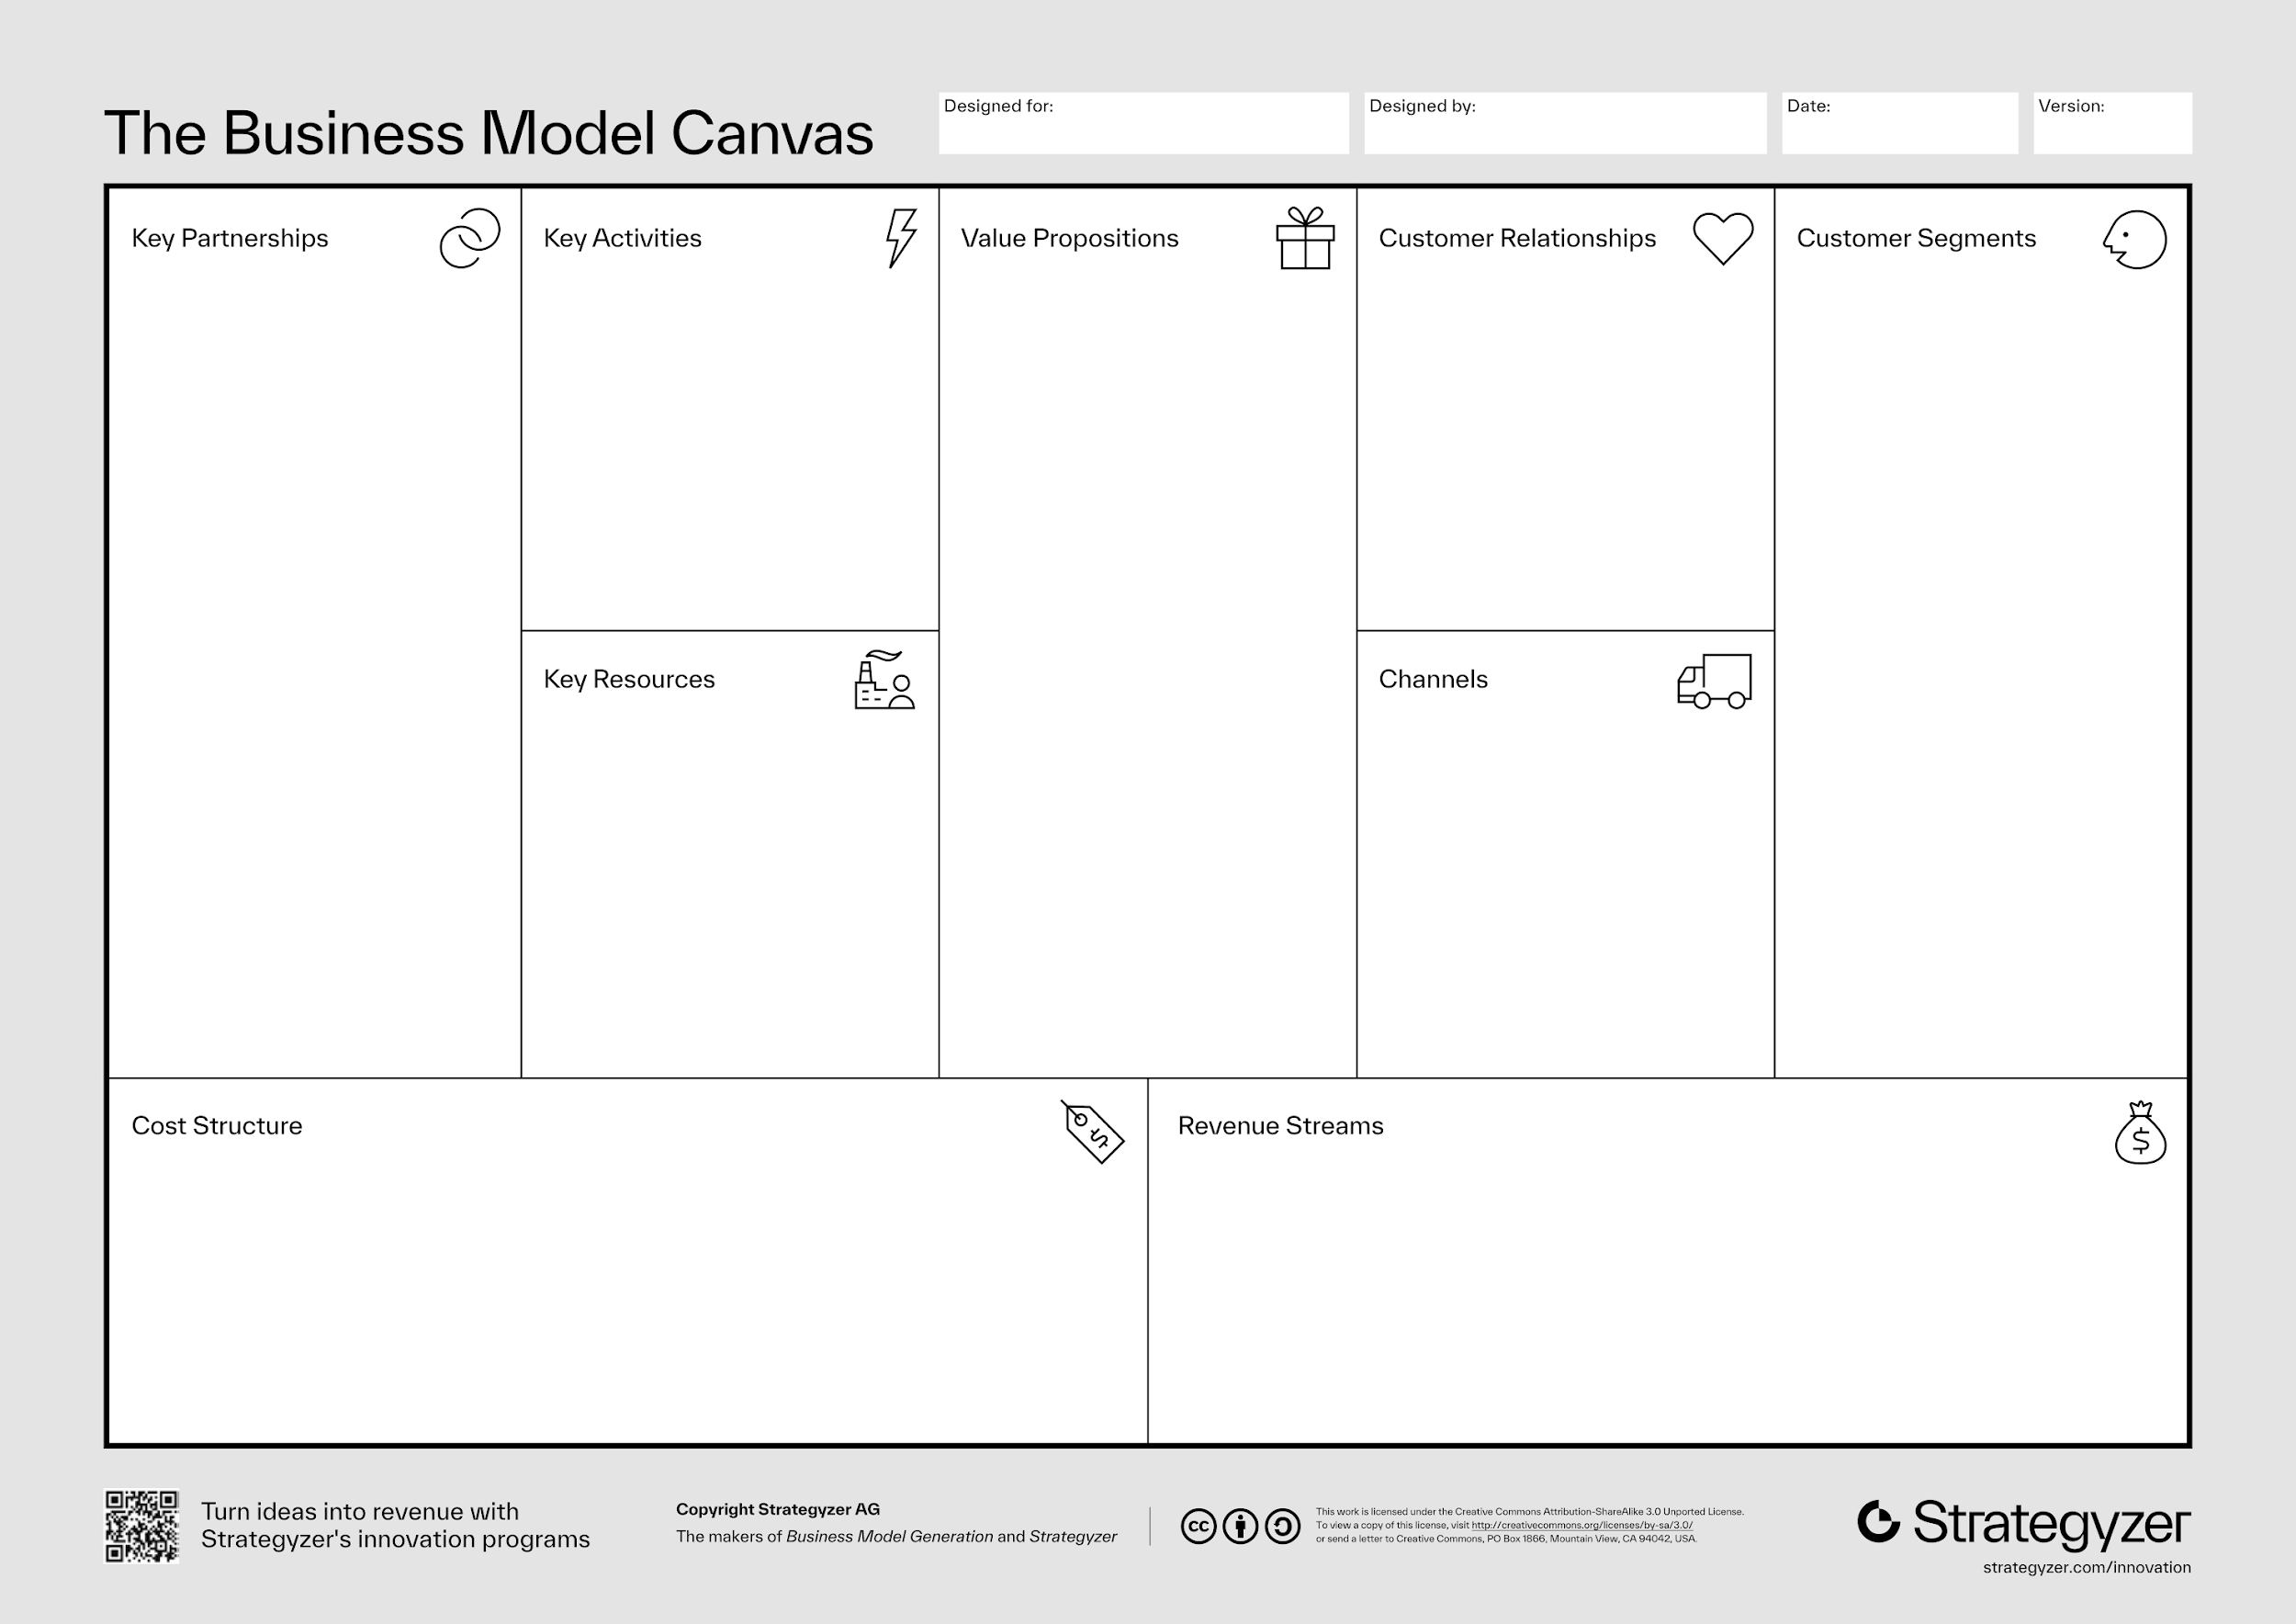 The Business Model Canvas
Designed for:
Designed by:
Date:
Version:
Key Partnerships
Key Activities
Key Resources
Value Propositions
Customer Relationships
Channels
Customer Segments
Cost Structure
$
Revenue Streams
$
Turn ideas into revenue with
Strategyzer's innovation programs
Copyright Strategyzer AG
The makers of Business Model Generation and Strategyzer
cc
This work is licensed under the Creative Commons Attribution-ShareAlike 3.0 Unported License.
To view a copy of this license, visit http://creativecommons.org/licenses/by-sa/3.0/
or send a letter to Creative Commons, PO Box 1866, Mountain View, CA 94042, USA.
Strategyzer
strategyzer.com/innovation